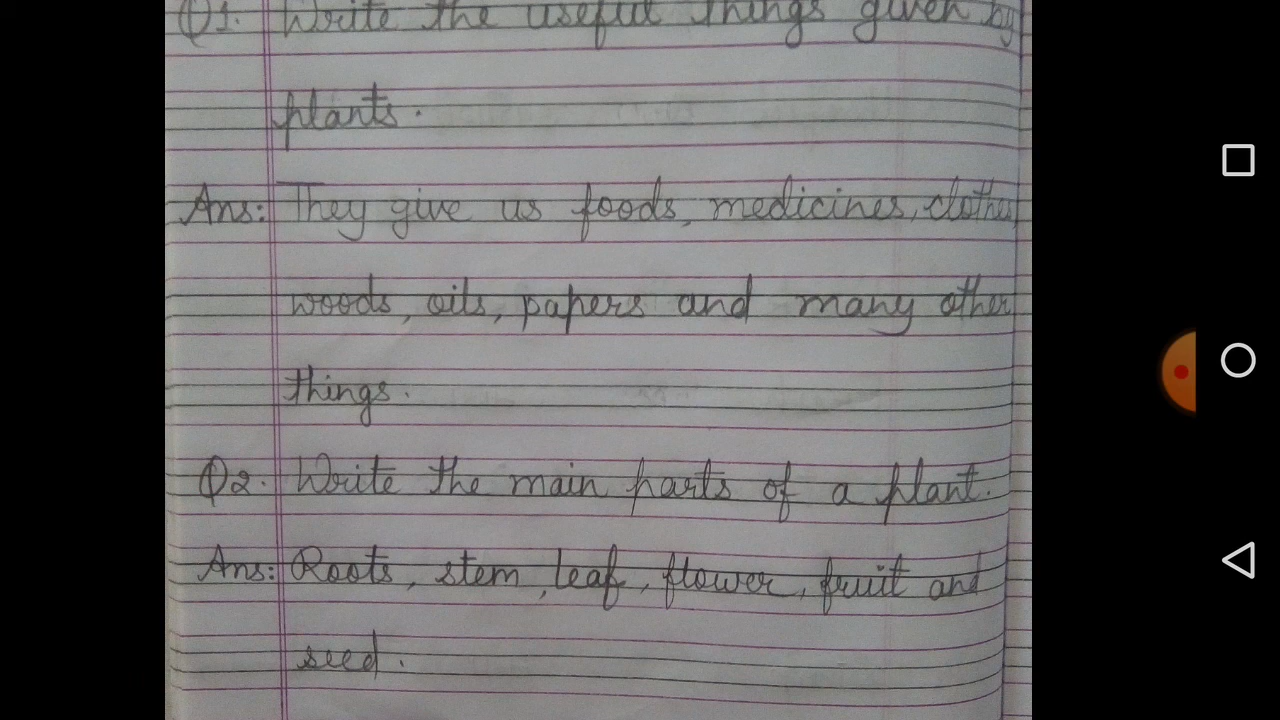 Q1. Write the useful things given by
plants.
Ans: They give us foods, medicines, clothes,
woods, oils, papers and many other
things.
Q2. Write the main parts of a plant.
Ans: Roots, stem, leaf, flower, fruit and
seed.